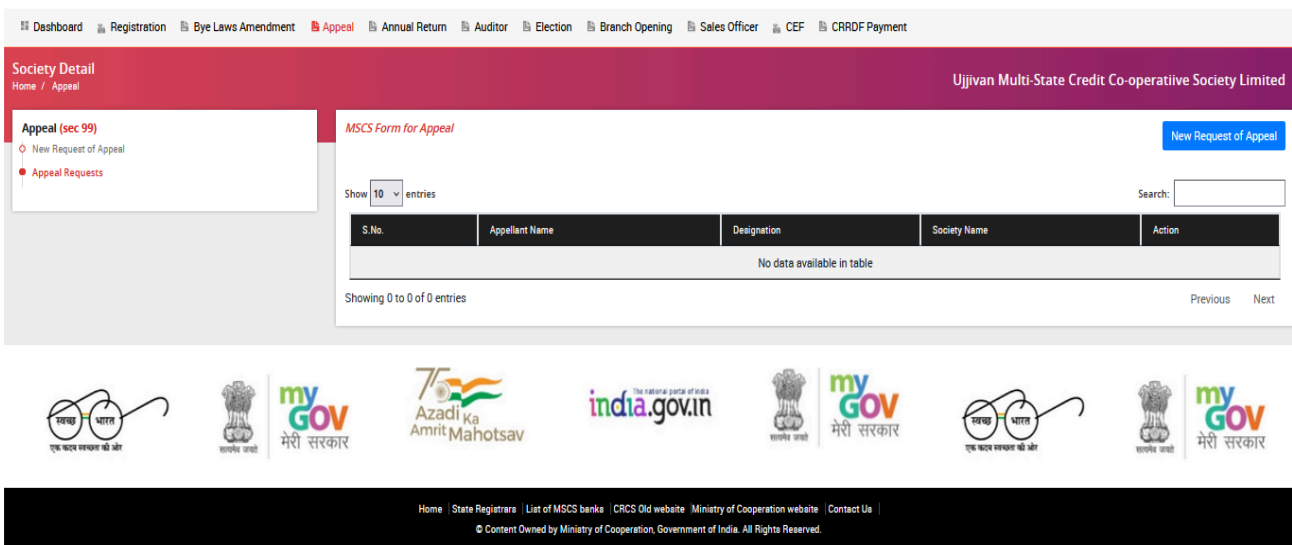 Dashboard Registration Bye Laws Amendment Appeal Annual Return Auditor Election Branch Opening Sales Officer CEF CRRDF Payment
Society Detail
Home / Appeal
Ujjivan Multi-State Credit Co-operatiive Society Limited
Appeal (sec 99)
New Request of Appeal
Appeal Requests
MSCS Form for Appeal
New Request of Appeal
Show 10 entries
Search:
S.No. Appellant Name Designation Society Name Action
No data available in table
Showing 0 to 0 of 0 entries
Previous Next
स्वच्छ भारत
एक कदम स्वच्छता की ओर
सत्यमेव जयते
my
GOV
मेरी सरकार
75
Azadi Ka
Amrit Mahotsav
The national portal of India
india.gov.in
सत्यमेव जयते
my
GOV
मेरी सरकार
स्वच्छ भारत
एक कदम स्वच्छता की ओर
सत्यमेव जयते
my
GOV
मेरी सरकार
Home | State Registrars | List of MSCS banks | CRCS Old website | Ministry of Cooperation website | Contact Us |
© Content Owned by Ministry of Cooperation, Government of India. All Rights Reserved.